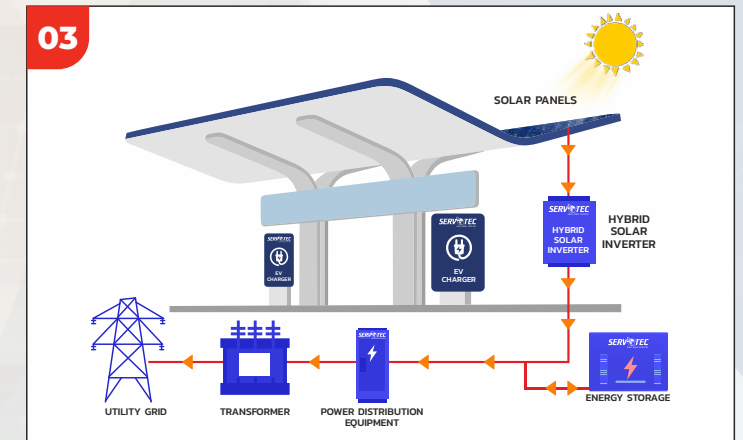 03
SOLAR PANELS
SERVOTEC
HYBRID
SOLAR
INVERTER
HYBRID
SOLAR
INVERTER
SERVOTEC
EV
CHARGER
SERVOTEC
EV
CHARGER
SERVOTEC
SERVOTEC
UTILITY GRID
TRANSFORMER
POWER DISTRIBUTION
EQUIPMENT
ENERGY STORAGE